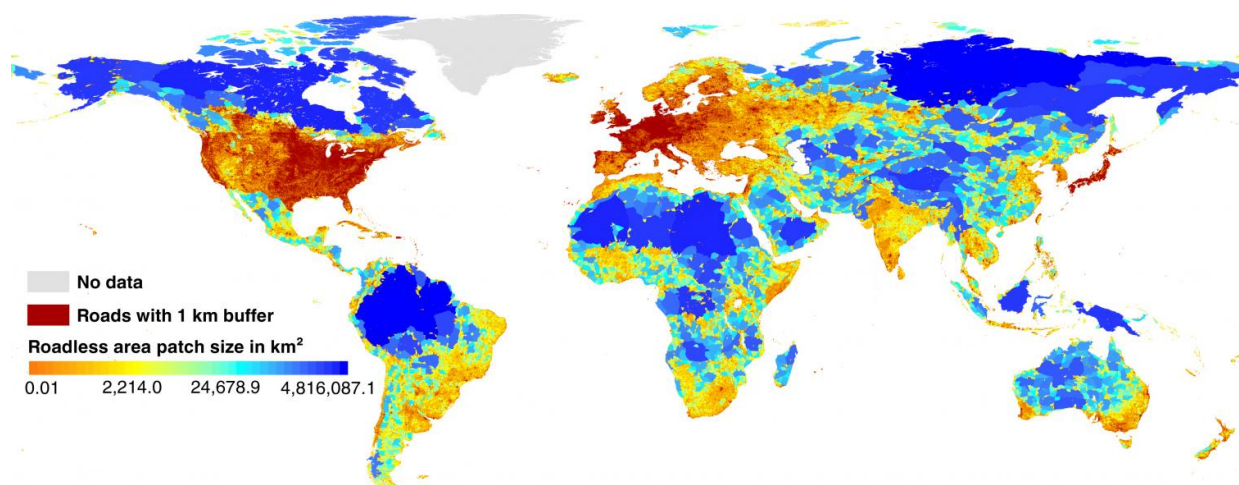 No data
Roads with 1 km buffer
Roadless area patch size in km²
0.01 2,214.0 24,678.9 4,816,087.1